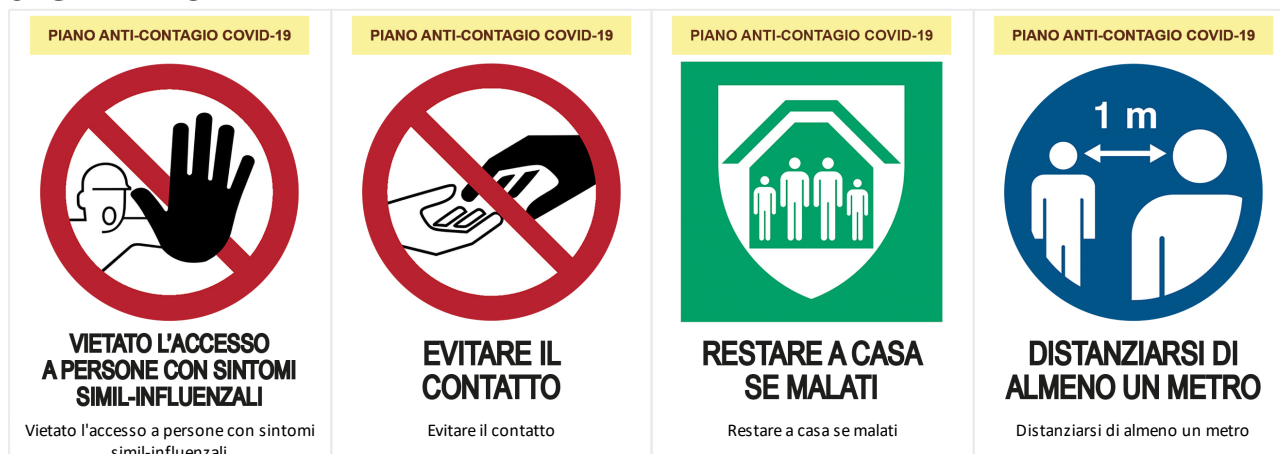 PIANO ANTI-CONTAGIO COVID-19
VIETATO L'ACCESSO
A PERSONE CON SINTOMI
SIMIL-INFLUENZALI
Vietato l'accesso a persone con sintomi
simil-influenzali
PIANO ANTI-CONTAGIO COVID-19
EVITARE IL
CONTATTO
Evitare il contatto
PIANO ANTI-CONTAGIO COVID-19
RESTARE A CASA
SE MALATI
Restare a casa se malati
PIANO ANTI-CONTAGIO COVID-19
1 m
DISTANZIARSI DI
ALMENO UN METRO
Distanziarsi di almeno un metro